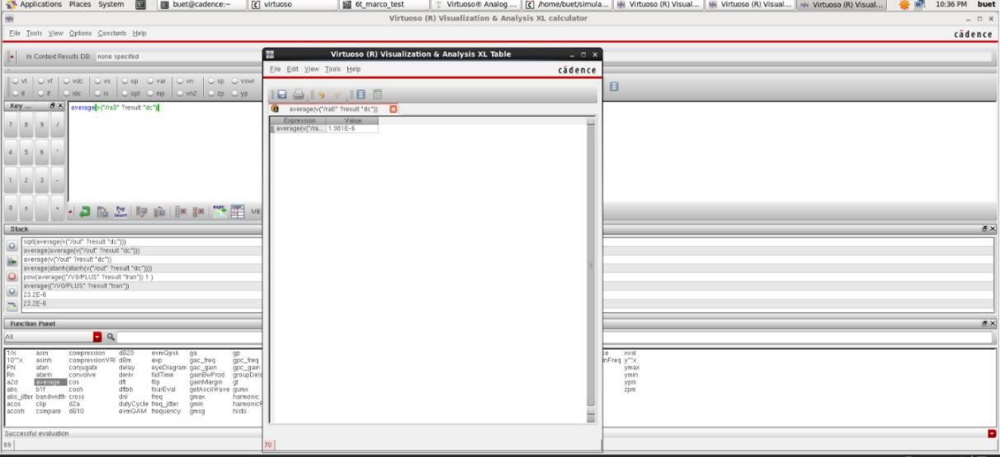 Applications Places System buet@cadence:~ virtuoso 6t_marco_test Virtuoso® Analog ... /home/buet/simula... Virtuoso (R) Visual... Virtuoso (R) Visual... Virtuoso (R) Visual... 10:36 PM buet
Virtuoso (R) Visualization & Analysis XL calculator
File Tools View Options Constants Help
cādence
In Context Results DB: none specified
vt vf vdc vs op var vn sp vswr
it if idc is opt mp vn2 zp yp
Key ...
average(v("/ra0" ?result "dc"))
7 8 9 /
4 5 6 *
1 2 3 -
0 ± . +
Virtuoso (R) Visualization & Analysis XL Table
File Edit View Tools Help
cādence
average(v("/ra0" ?result "dc"))
Expression Value
1 average(v("/ra... 1.981E-6
Stack
sqrt(average(v("/out" ?result "dc")))
average(average(v("/out" ?result "dc")))
average(v("/out" ?result "dc"))
average(atanh(atanh(v("/out" ?result "dc"))))
pow(average(("/V0/PLUS" ?result "tran")) 1 )
average(("/V0/PLUS" ?result "tran"))
23.2E-6
23.2E-6
Function Panel
All
1/x asin compression dB20 evmQpsk ga gp
10**x asinh compressionVRI dBm exp gac_freq gpc_freq
PN atan conjugate delay eyeDiagram gac_gain gpc_gain
Rn atanh convolve deriv fallTime gainBwProd groupDela
a2d average cos dft flip gainMargin gt
abs b1f cosh dftbb fourEval getAsciiWave gumx
abs_jitter bandwidth cross dnl freq gmax harmonic
acos clip d2a dutyCycle freq_jitter gmin harmonicF
acosh compare dB10 evmQAM frequency gmsg histo
se xval
nFreq y**x
ymax
ymin
ypm
zpm
Successful evaluation
69
70